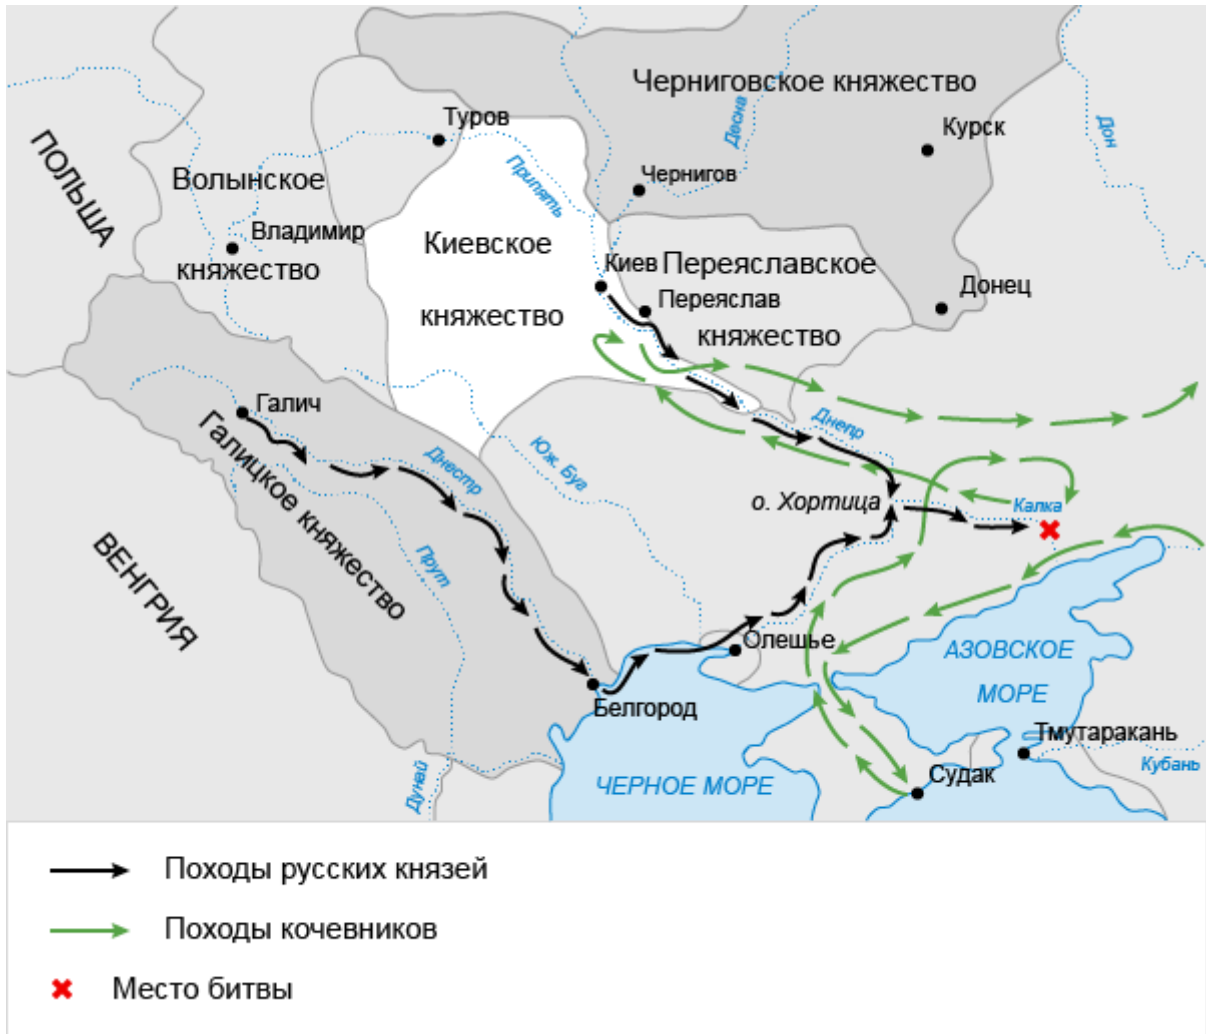 Черниговское княжество
Туров
Десна
Курск
Дон
ПОЛЬША
Волынское
Припять
Чернигов
Владимир
княжество
Киевское
княжество
Киев
Переяславское
Переяслав
княжество
Донец
Галич
Галицкое княжество
Днестр
Юж. Буг
Днепр
о. Хортица
Калка
ВЕНГРИЯ
Прут
Олешье
АЗОВСКОЕ
МОРЕ
Белгород
Тмутаракань
Дунай
ЧЕРНОЕ МОРЕ
Судак
Кубань
Походы русских князей
Походы кочевников
Место битвы